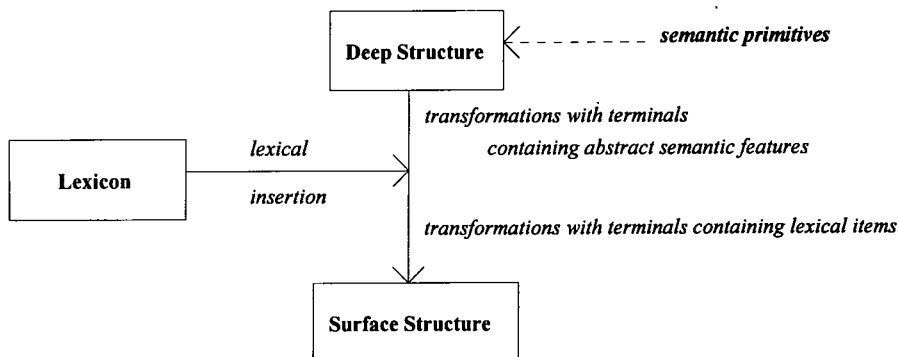 semantic primitives
Deep Structure
transformations with terminals
containing abstract semantic features
lexical
Lexicon
insertion
transformations with terminals containing lexical items
Surface Structure